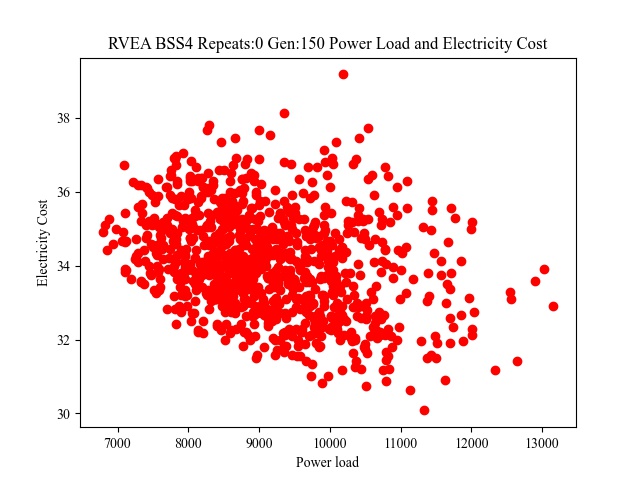 RVEA BSS4 Repeats:0 Gen:150 Power Load and Electricity Cost
38
36
34
32
30
Electricity Cost
7000 8000 9000 10000 11000 12000 13000
Power load